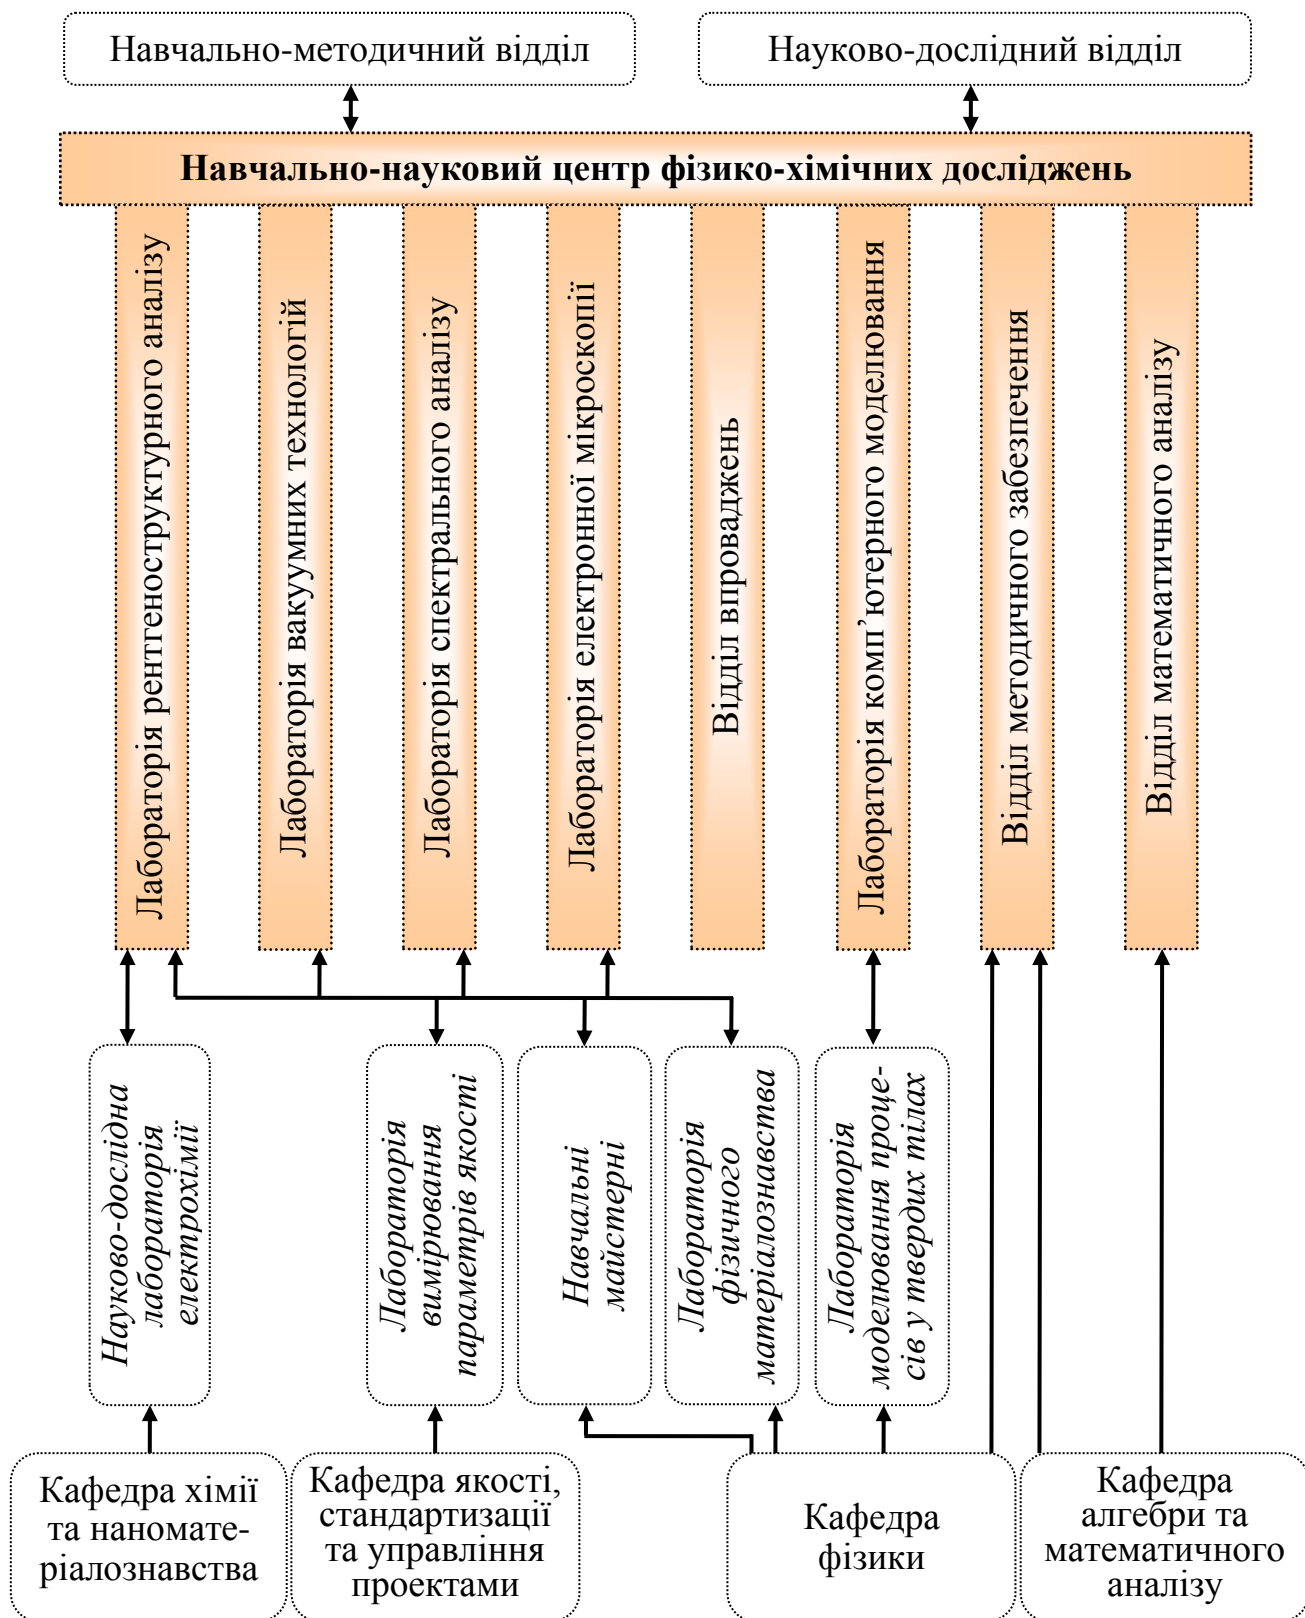 Навчально-методичний відділ
Науково-дослідний відділ
Навчально-науковий центр фізико-хімічних досліджень
Лабораторія рентгеноструктурного аналізу
Лабораторія вакуумних технологій
Лабораторія спектрального аналізу
Лабораторія електронної мікроскопії
Відділ впроваджень
Лабораторія комп’ютерного моделювання
Відділ методичного забезпечення
Відділ математичного аналізу
Науково-дослідна
лабораторія
електрохімії
Лабораторія
вимірювання
параметрів якості
Навчальні
майстерні
Лабораторія
фізичного
матеріалознавства
Лабораторія
моделювання проце-
сів у твердих тілах
Кафедра хімії
та наномате-
ріалознавства
Кафедра якості,
стандартизації
та управління
проектами
Кафедра
фізики
Кафедра
алгебри та
математичного
аналізу